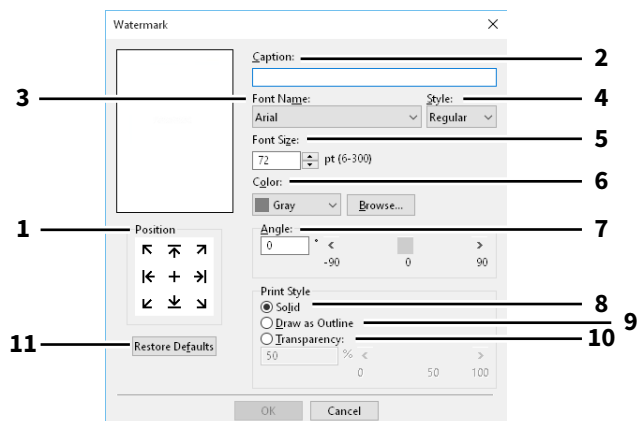 Watermark
2
Caption:
3
Font Name:
Style:
4
Arial
Regular
Font Size:
5
72
pt (6-300)
Color:
6
Gray
Browse...
1
Position
Angle:
7
0
°
<
>
-90
0
90
Print Style
Solid
8
Draw as Outline
9
Transparency:
10
11
Restore Defaults
50
%
<
>
0
50
100
OK
Cancel